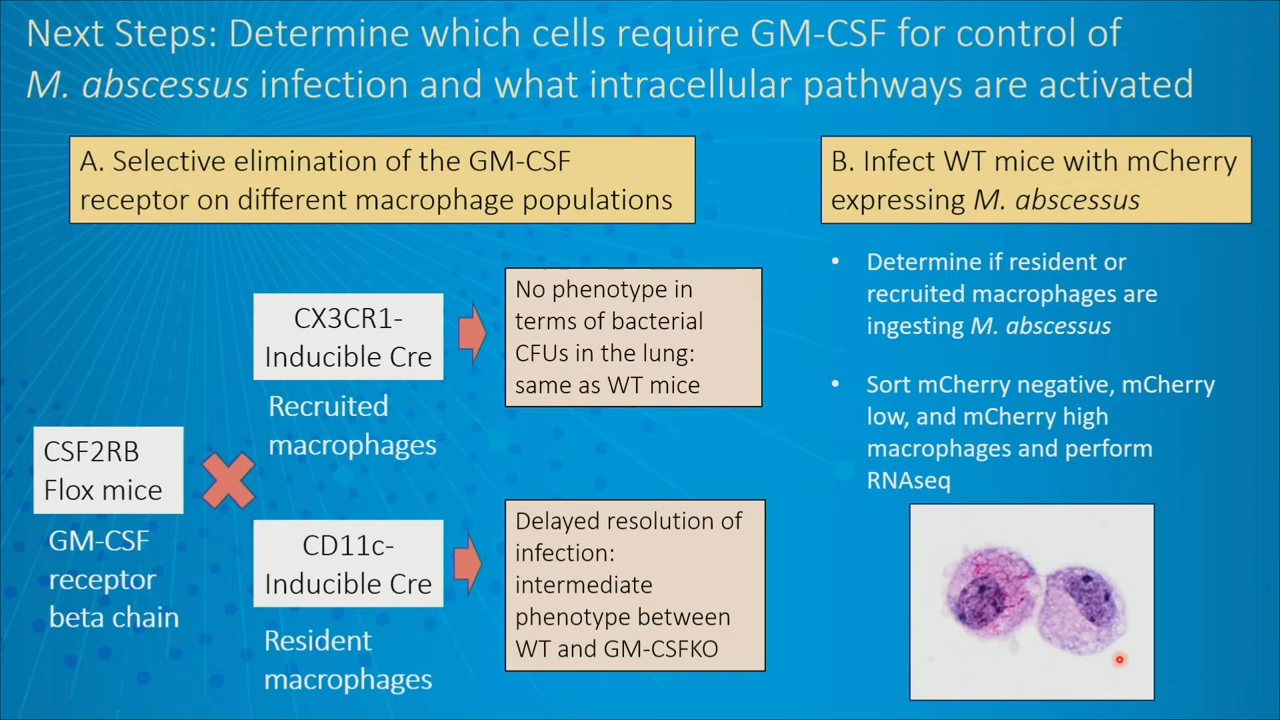 Next Steps: Determine which cells require GM-CSF for control of
M. abscessus infection and what intracellular pathways are activated
A. Selective elimination of the GM-CSF
receptor on different macrophage populations
CSF2RB
Flox mice
GM-CSF
receptor
beta chain
CX3CR1-
Inducible Cre
Recruited
macrophages
No phenotype in
terms of bacterial
CFUs in the lung:
same as WT mice
CD11c-
Inducible Cre
Resident
macrophages
Delayed resolution of
infection:
intermediate
phenotype between
WT and GM-CSFKO
B. Infect WT mice with mCherry
expressing M. abscessus
• Determine if resident or
recruited macrophages are
ingesting M. abscessus
• Sort mCherry negative, mCherry
low, and mCherry high
macrophages and perform
RNAseq